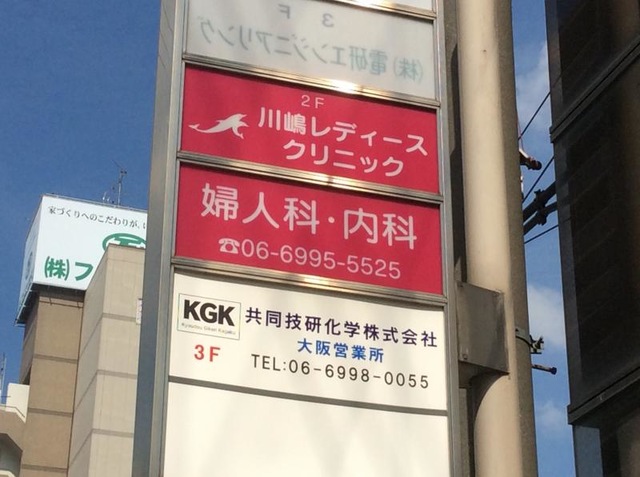 3F
(株)電研エンジニアリング
2F
川嶋レディース
クリニック
婦人科・内科
☎06-6995-5525
KGK
共同技研化学株式会社
大阪営業所
3F
TEL:06-6998-0055
家づくりへのこだわりが、
(株)フ